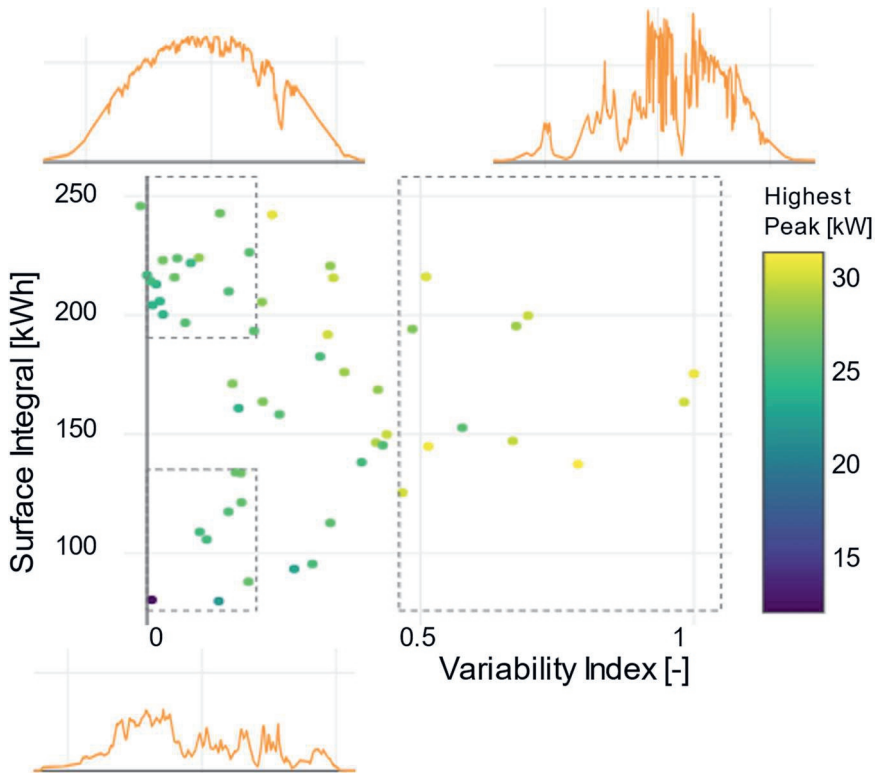 Highest
Peak [kW]
250
200
150
100
Surface Integral [kWh]
30
25
20
15
0
0.5
1
Variability Index [-]